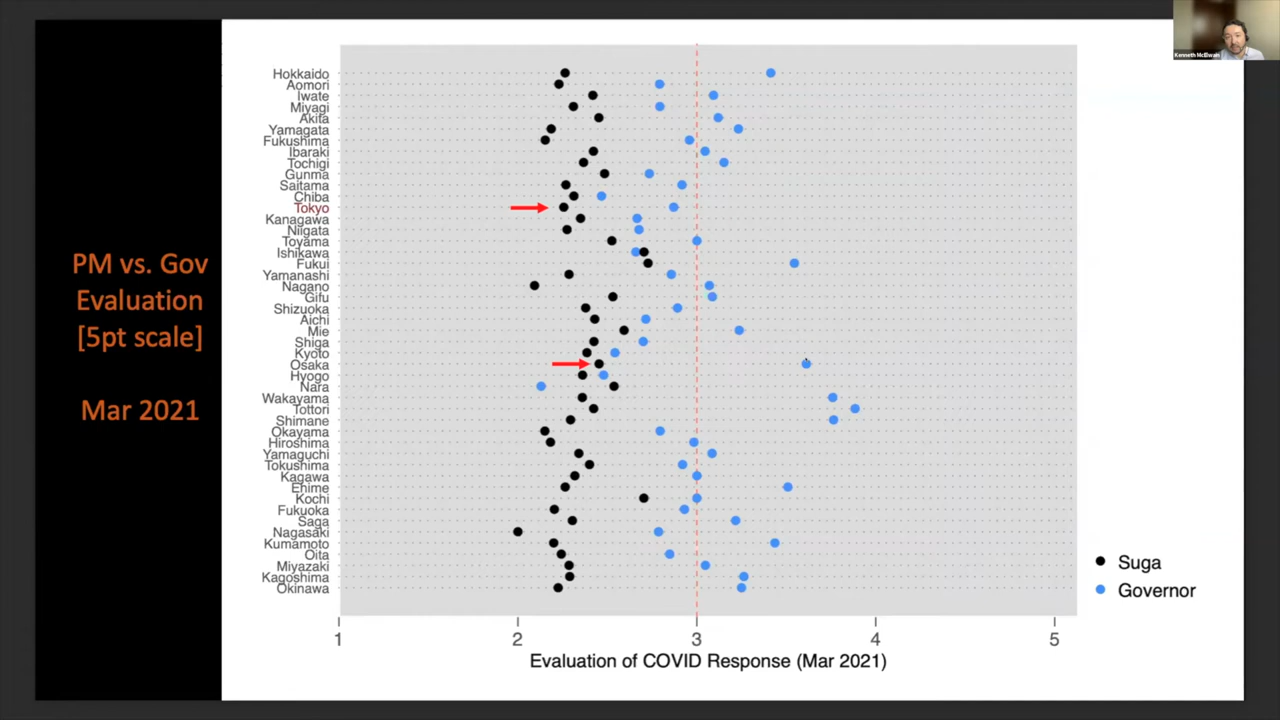 PM vs. Gov
Evaluation
[5pt scale]
Mar 2021
Hokkaido
Aomori
Iwate
Miyagi
Akita
Yamagata
Fukushima
Ibaraki
Tochigi
Gunma
Saitama
Chiba
Tokyo
Kanagawa
Niigata
Toyama
Ishikawa
Fukui
Yamanashi
Nagano
Gifu
Shizuoka
Aichi
Mie
Shiga
Kyoto
Osaka
Hyogo
Nara
Wakayama
Tottori
Shimane
Okayama
Hiroshima
Yamaguchi
Tokushima
Kagawa
Ehime
Kochi
Fukuoka
Saga
Nagasaki
Kumamoto
Oita
Miyazaki
Kagoshima
Okinawa
1 2 3 4 5
Evaluation of COVID Response (Mar 2021)
Suga
Governor
Kenneth McElwain